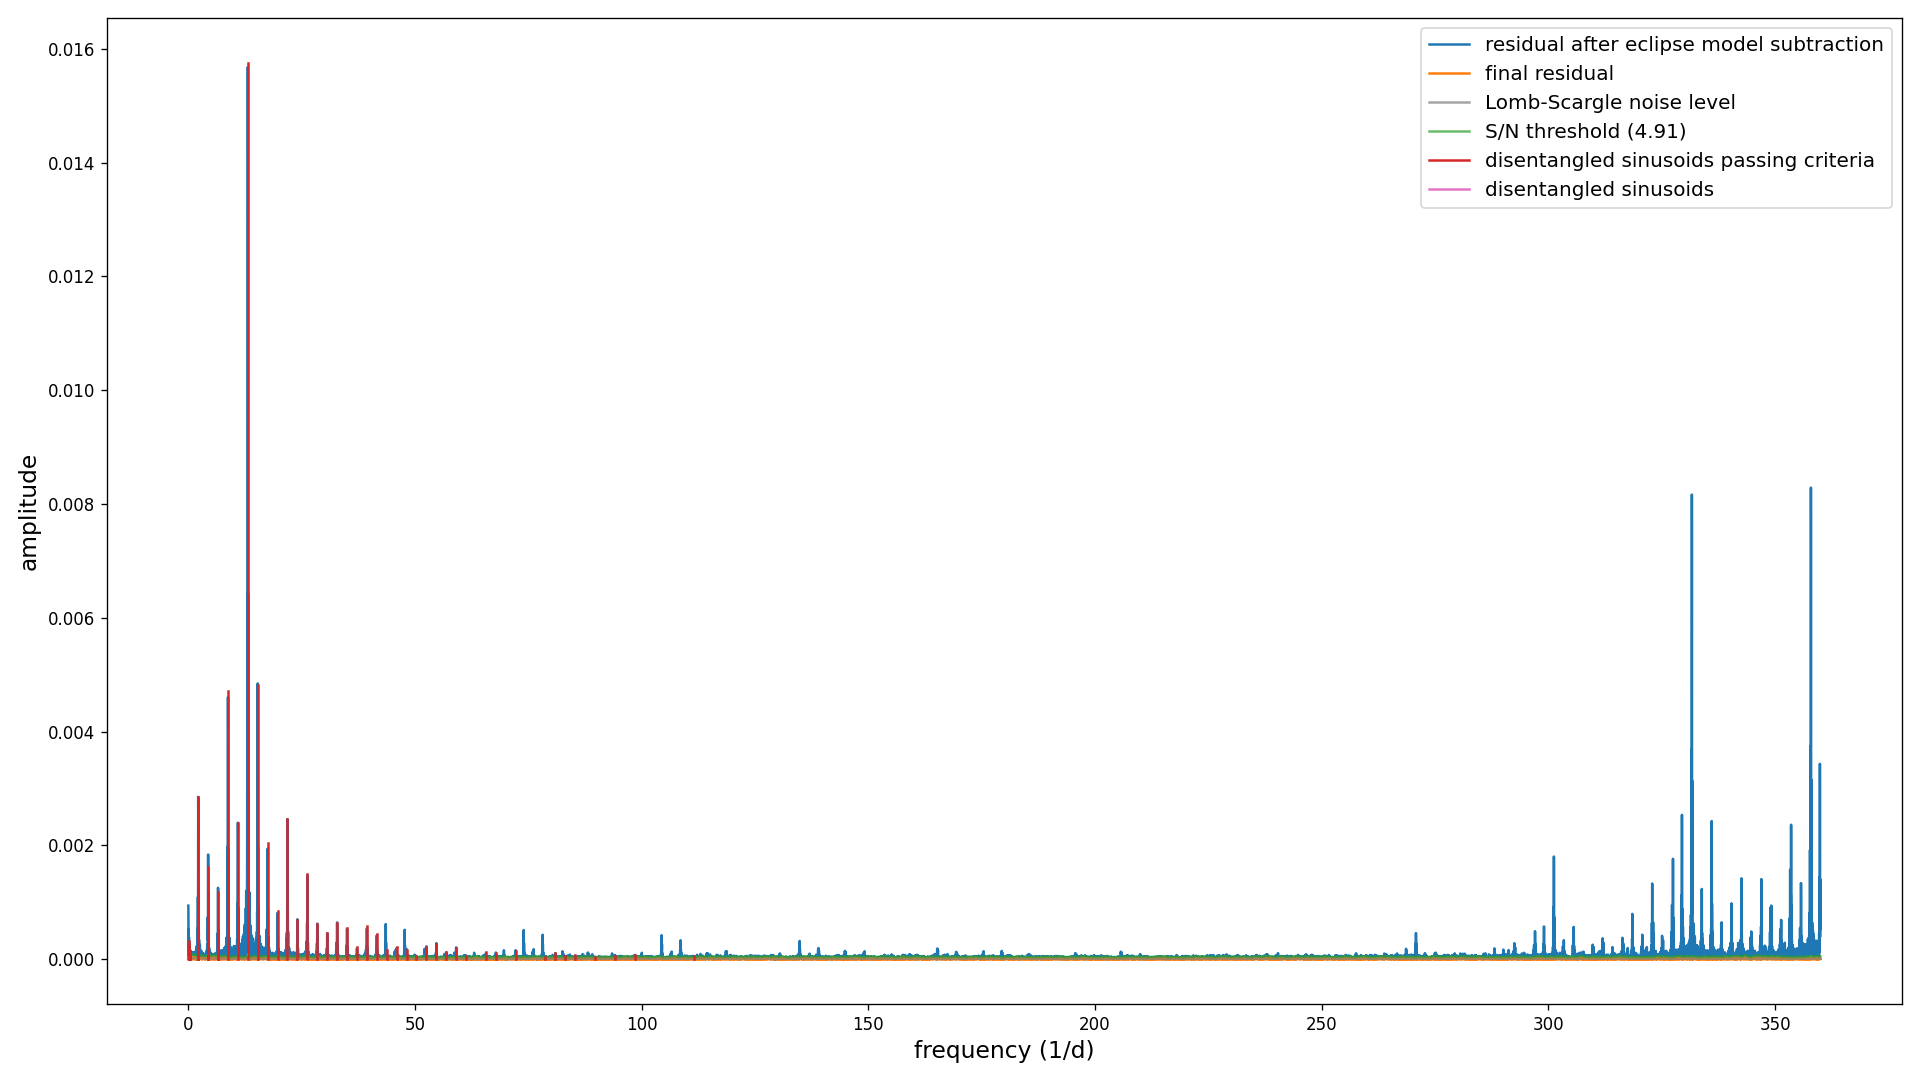 residual after eclipse model subtraction
final residual
Lomb-Scargle noise level
S/N threshold (4.91)
disentangled sinusoids passing criteria
disentangled sinusoids
0.016
0.014
0.012
0.010
0.008
0.006
0.004
0.002
0.000
amplitude
0 50 100 150 200 250 300 350
frequency (1/d)